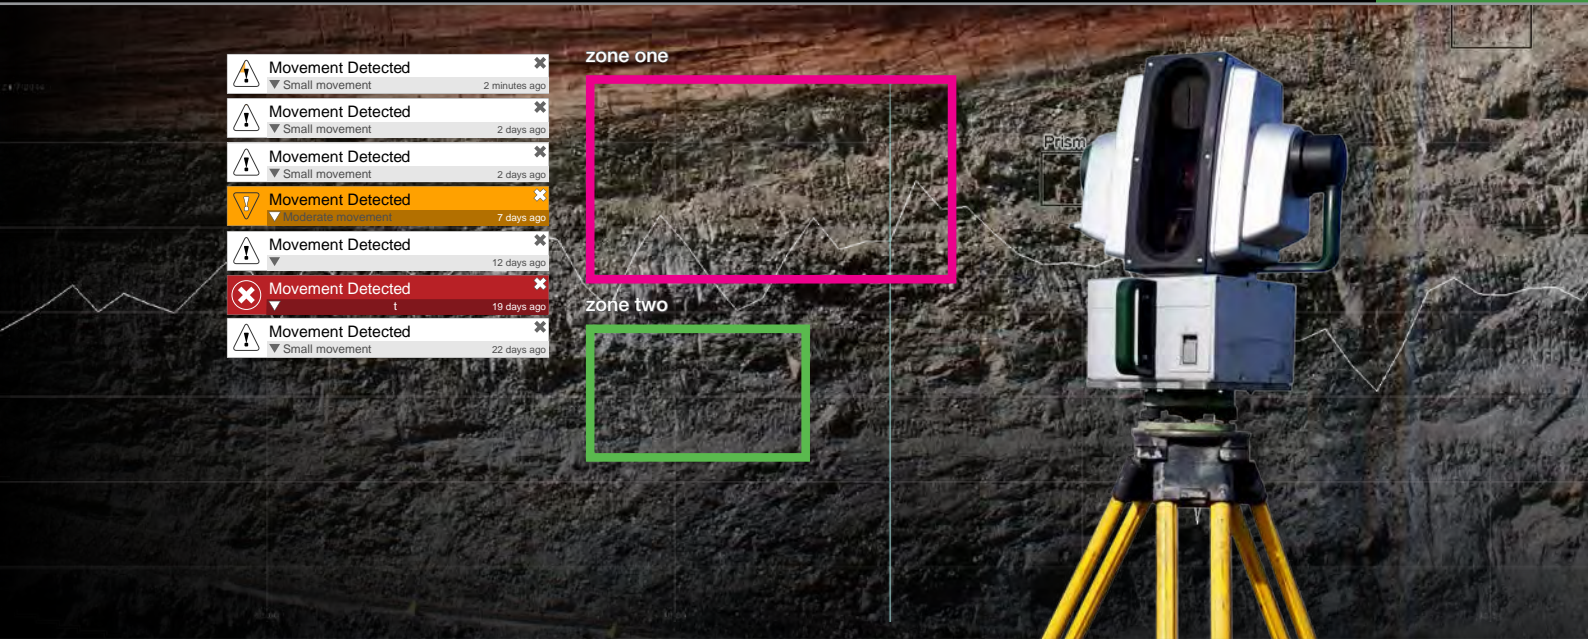 Movement Detected
Small movement 2 minutes ago
Movement Detected
Small movement 2 days ago
Movement Detected
Small movement 2 days ago
Movement Detected
Moderate movement 7 days ago
Movement Detected
12 days ago
Movement Detected
t 19 days ago
Movement Detected
Small movement 22 days ago
zone one
zone two
Prism